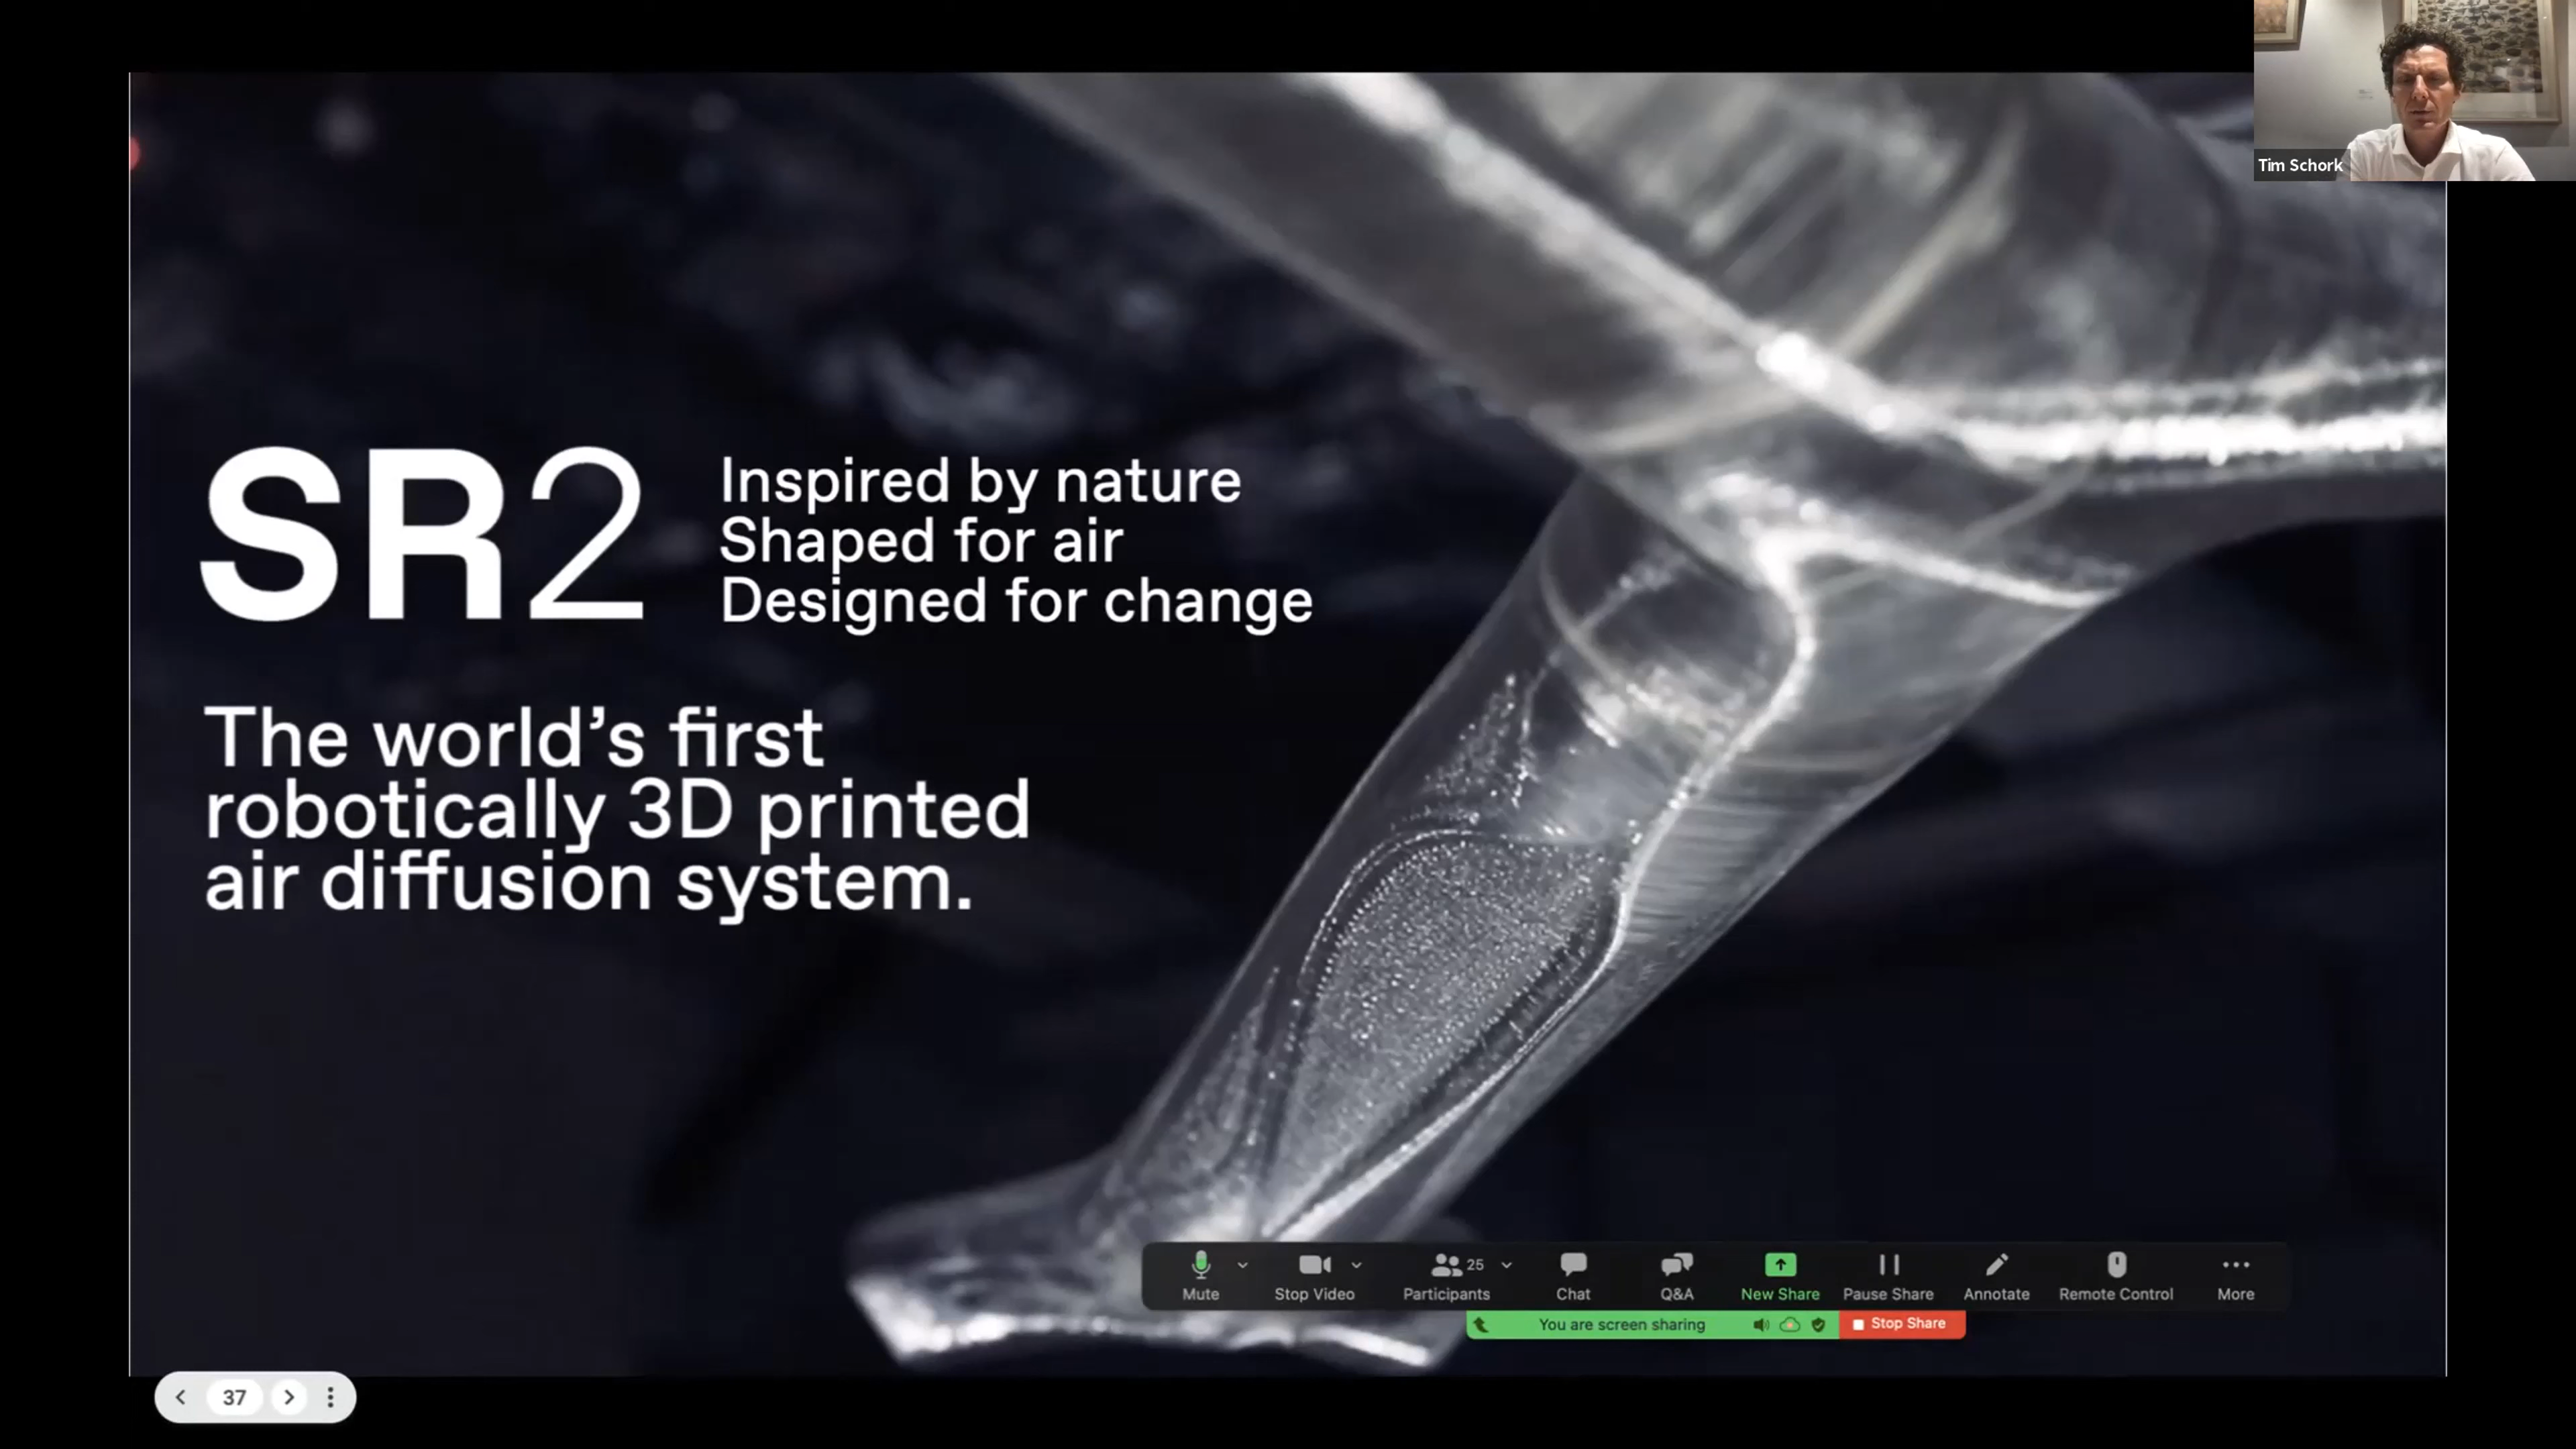 Tim Schork
SR2
Inspired by nature
Shaped for air
Designed for change
The world's first
robotically 3D printed
air diffusion system.
25
Mute
Stop Video
Participants
Chat
Q&A
New Share
Pause Share
Annotate
Remote Control
More
You are screen sharing
Stop Share
37